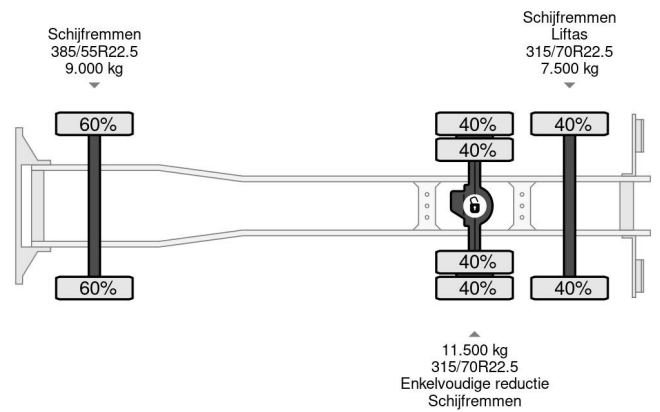 Schijfremmen
385/55R22.5
9.000 kg
Schijfremmen
Liftas
315/70R22.5
7.500 kg
60%
40%
40%
40%
60%
40%
40%
40%
11.500 kg
315/70R22.5
Enkelvoudige reductie
Schijfremmen